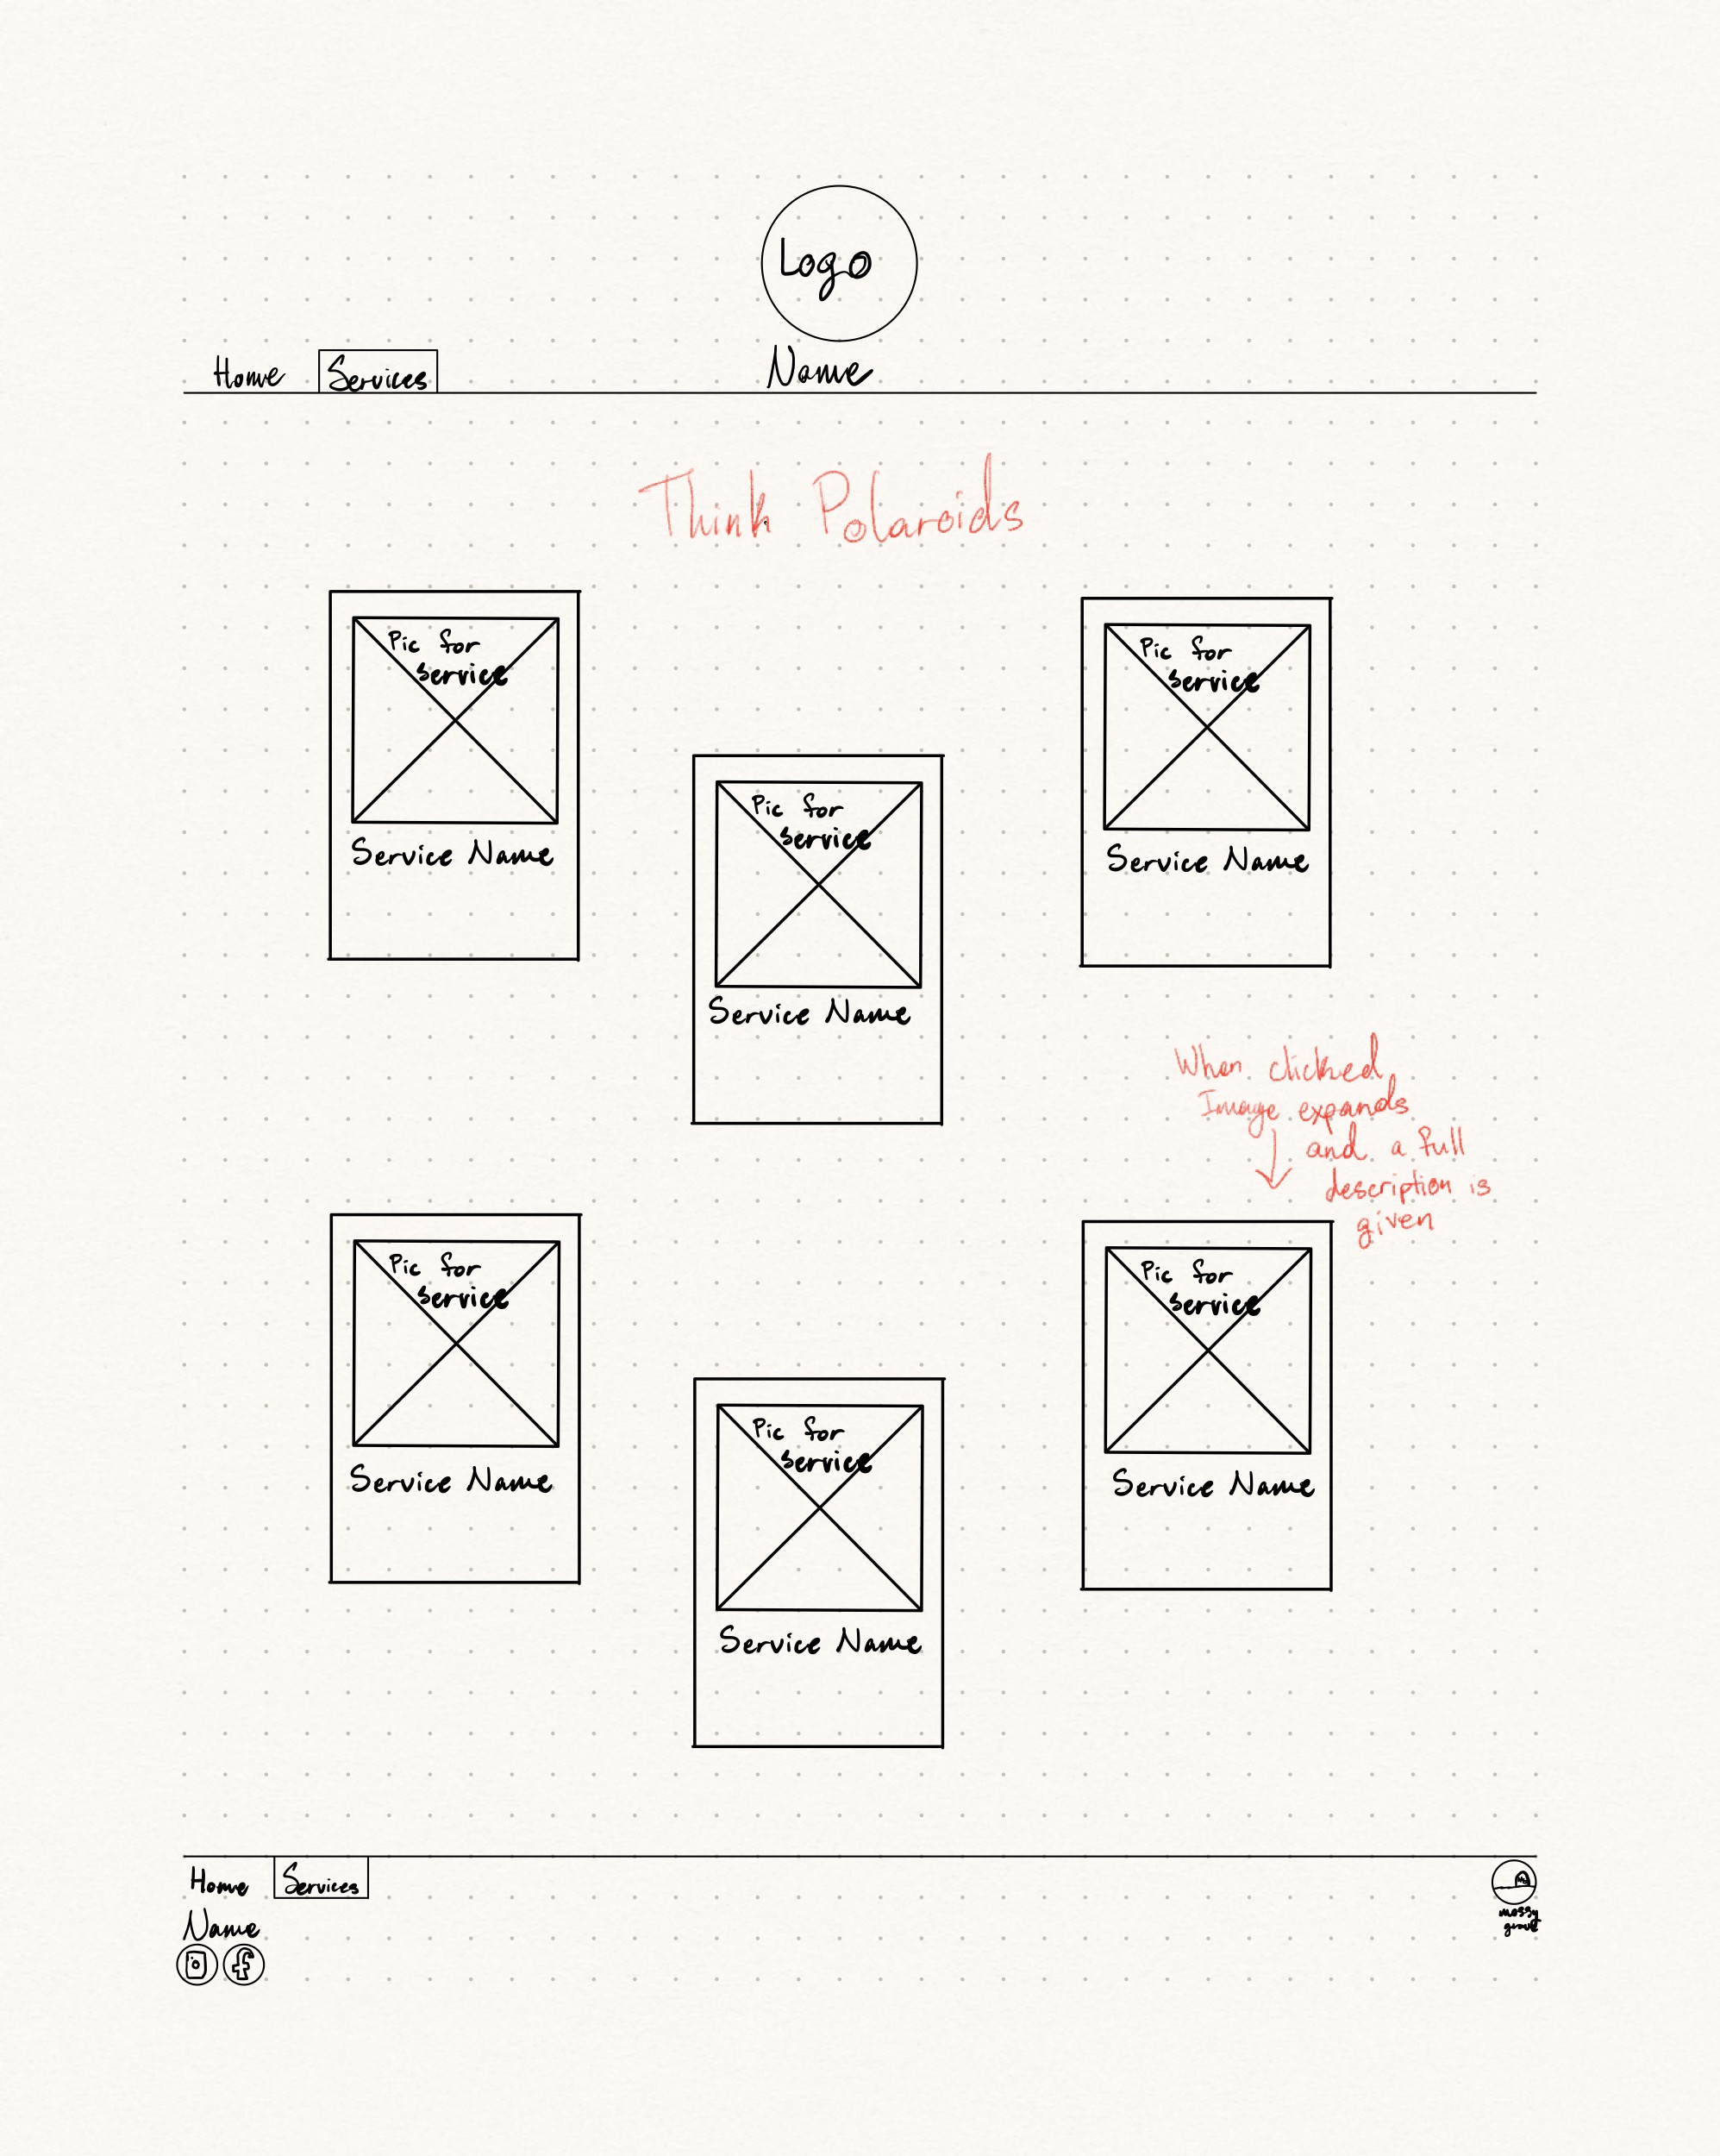 Logo
Home
Services
Name
Think Polaroids
Pic for
service
Service Name
Pic for
service
Service Name
Pic for
service
Service Name
When clicked
Image expands
and a full
description is
given
Pic for
service
Service Name
Pic for
service
Service Name
Pic for
service
Service Name
Home
Services
Name
f
mossy